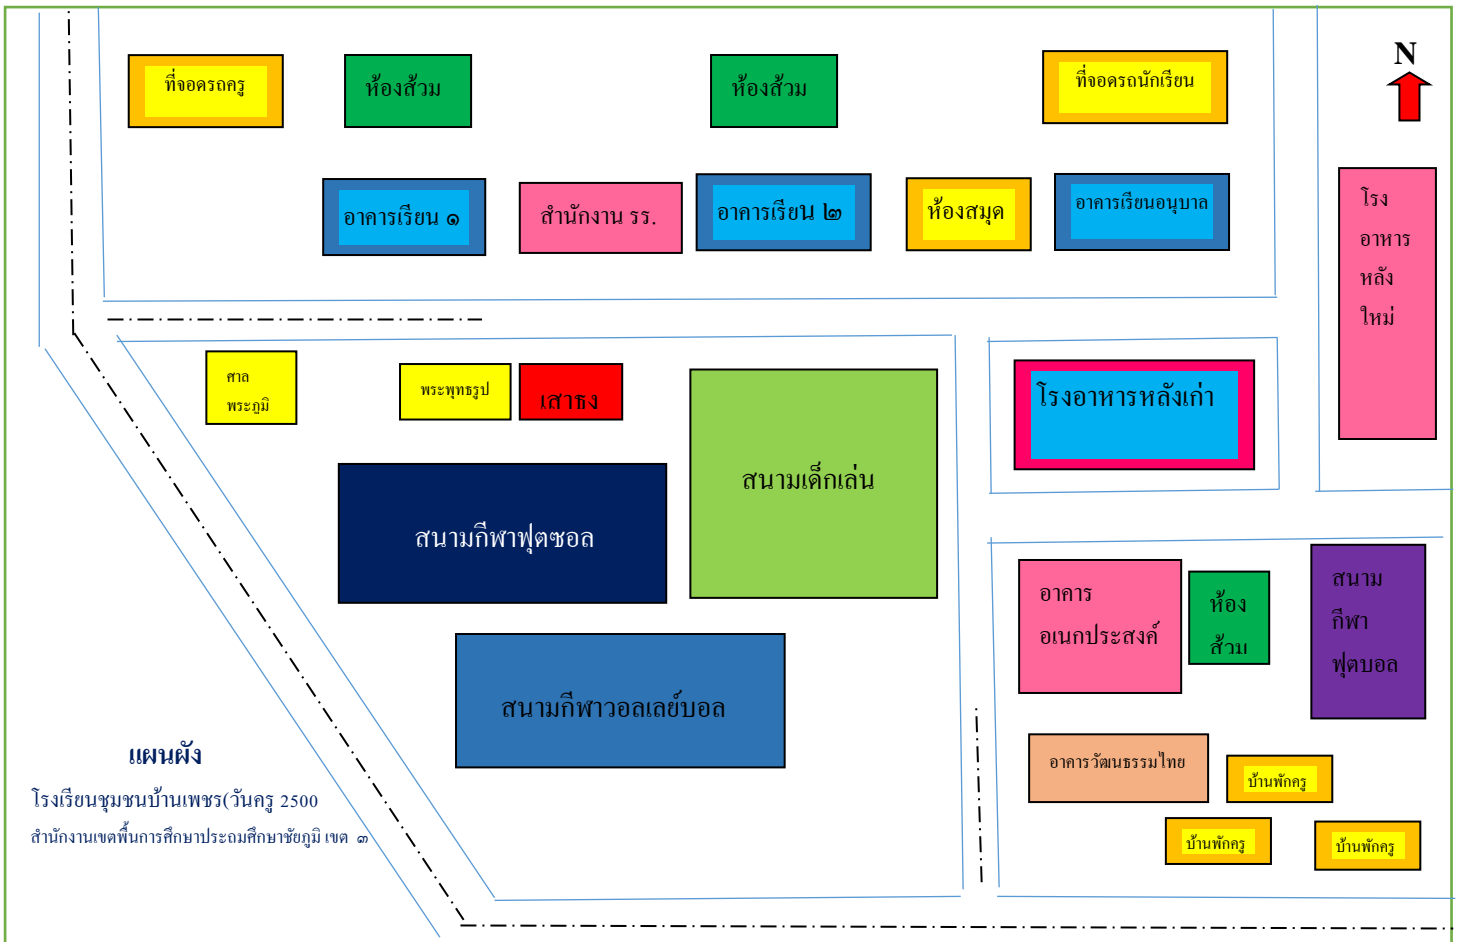 N
ที่จอดรถครู
ห้องส้วม
ห้องส้วม
ที่จอดรถนักเรียน
อาคารเรียน ๑
สำนักงาน รร.
อาคารเรียน ๒
ห้องสมุด
อาคารเรียนอนุบาล
โรง
อาหาร
หลัง
ใหม่
ศาล
พระภูมิ
พระพุทธรูป
เสาธง
สนามเด็กเล่น
โรงอาหารหลังเก่า
สนามกีฬาฟุตซอล
อาคาร
อเนกประสงค์
ห้อง
ส้วม
สนาม
กีฬา
ฟุตบอล
สนามกีฬาวอลเลย์บอล
อาคารวัฒนธรรมไทย
บ้านพักครู
บ้านพักครู
บ้านพักครู
แผนผัง
โรงเรียนชุมชนบ้านเพชร(วันครู 2500
สำนักงานเขตพื้นการศึกษาประถมศึกษาชัยภูมิ เขต ๓